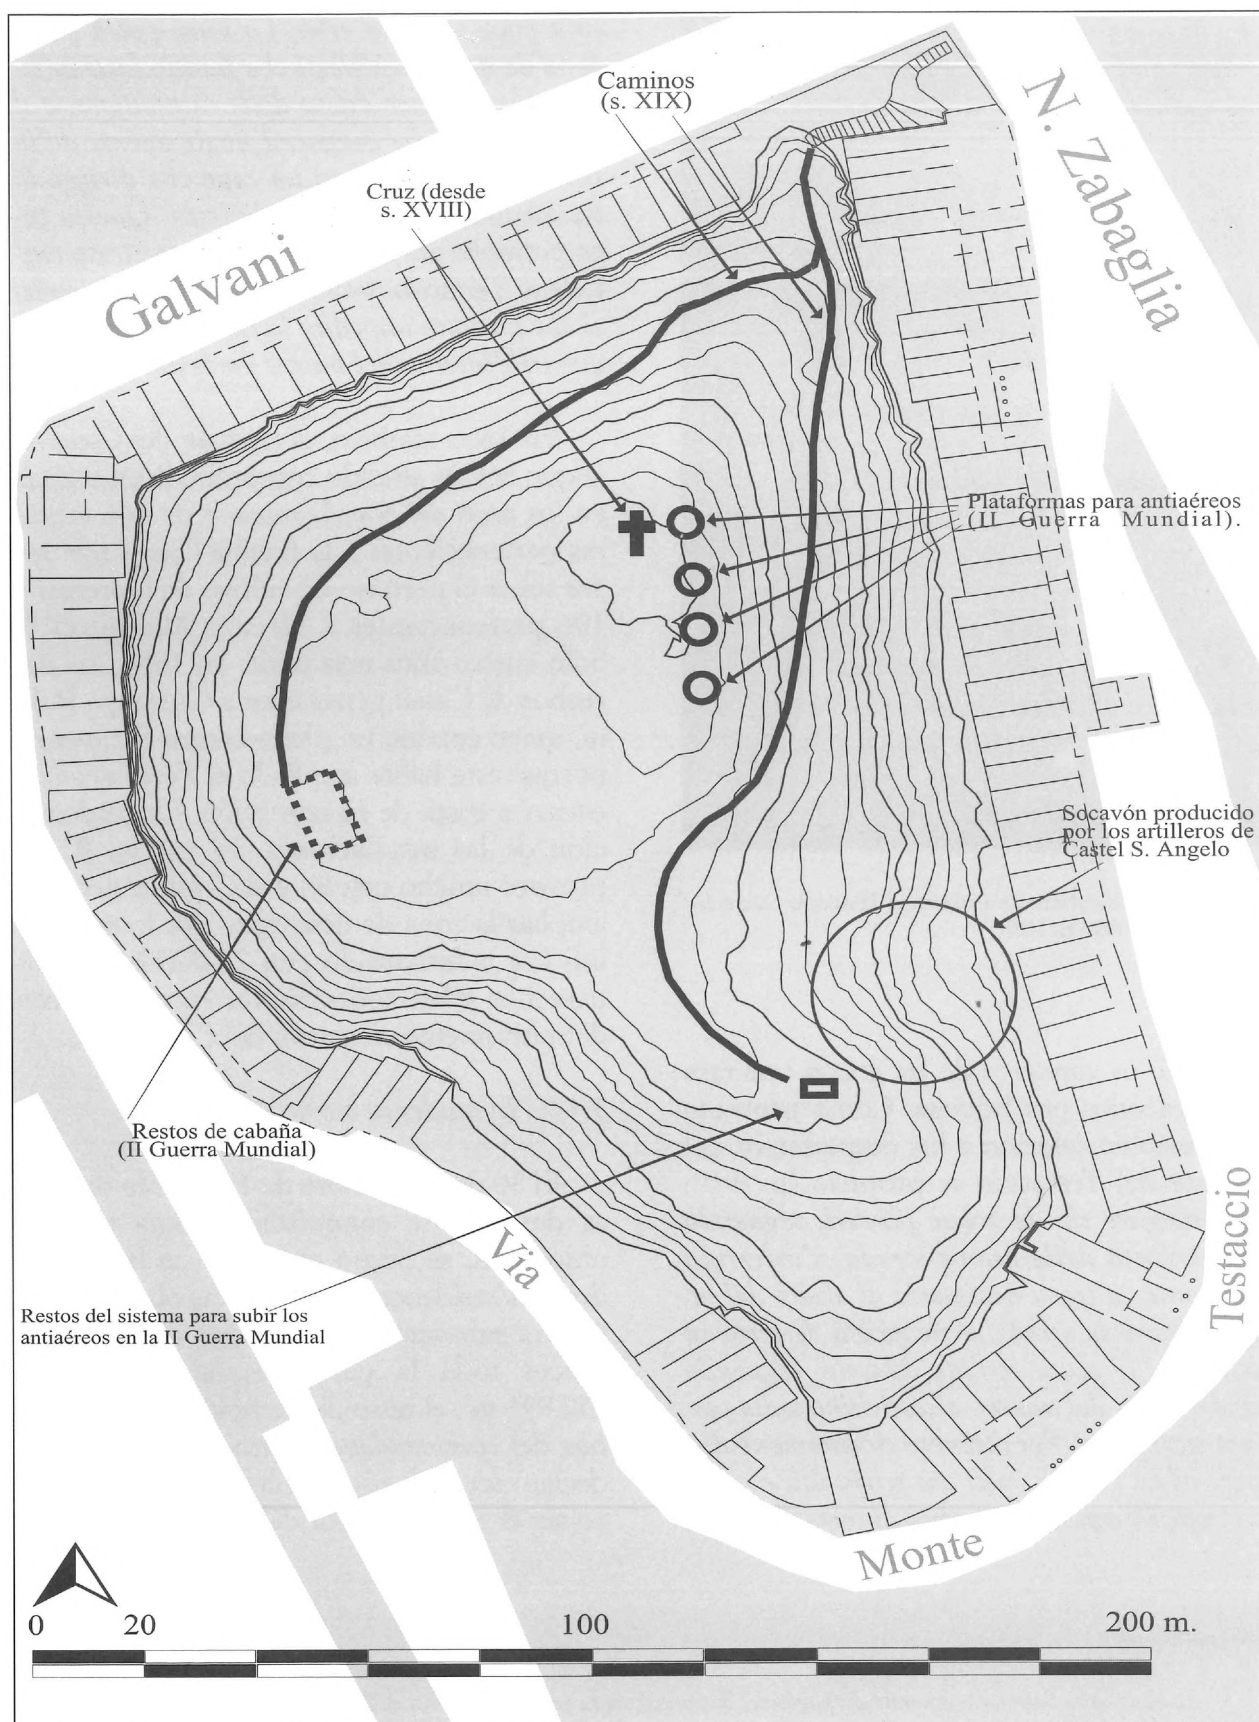 Caminos
(s. XIX)
N. Zabaglia
Cruz (desde
s. XVIII)
Galvani
Plataformas para antiaéreos
(II Guerra Mundial).
Socavón producido
por los artilleros de
Castel S. Angelo
Restos de cabaña
(II Guerra Mundial)
Via
Testaccio
Restos del sistema para subir los
antiaéreos en la II Guerra Mundial
Monte
0 20 100 200 m.